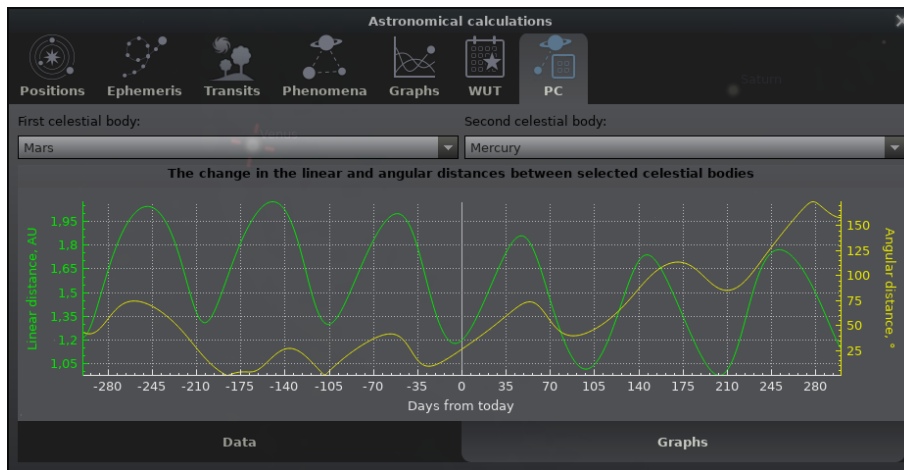 Astronomical calculations
Positions Ephemeris Transits Phenomena Graphs WUT PC
Saturn
First celestial body: Second celestial body:
Mars Mercury
The change in the linear and angular distances between selected celestial bodies
Linear distance, AU
1,95
1,8
1,65
1,5
1,35
1,2
1,05
150
125
100
75
50
25
Angular distance, °
-280 -245 -210 -175 -140 -105 -70 -35 0 35 70 105 140 175 210 245 280
Days from today
Data Graphs